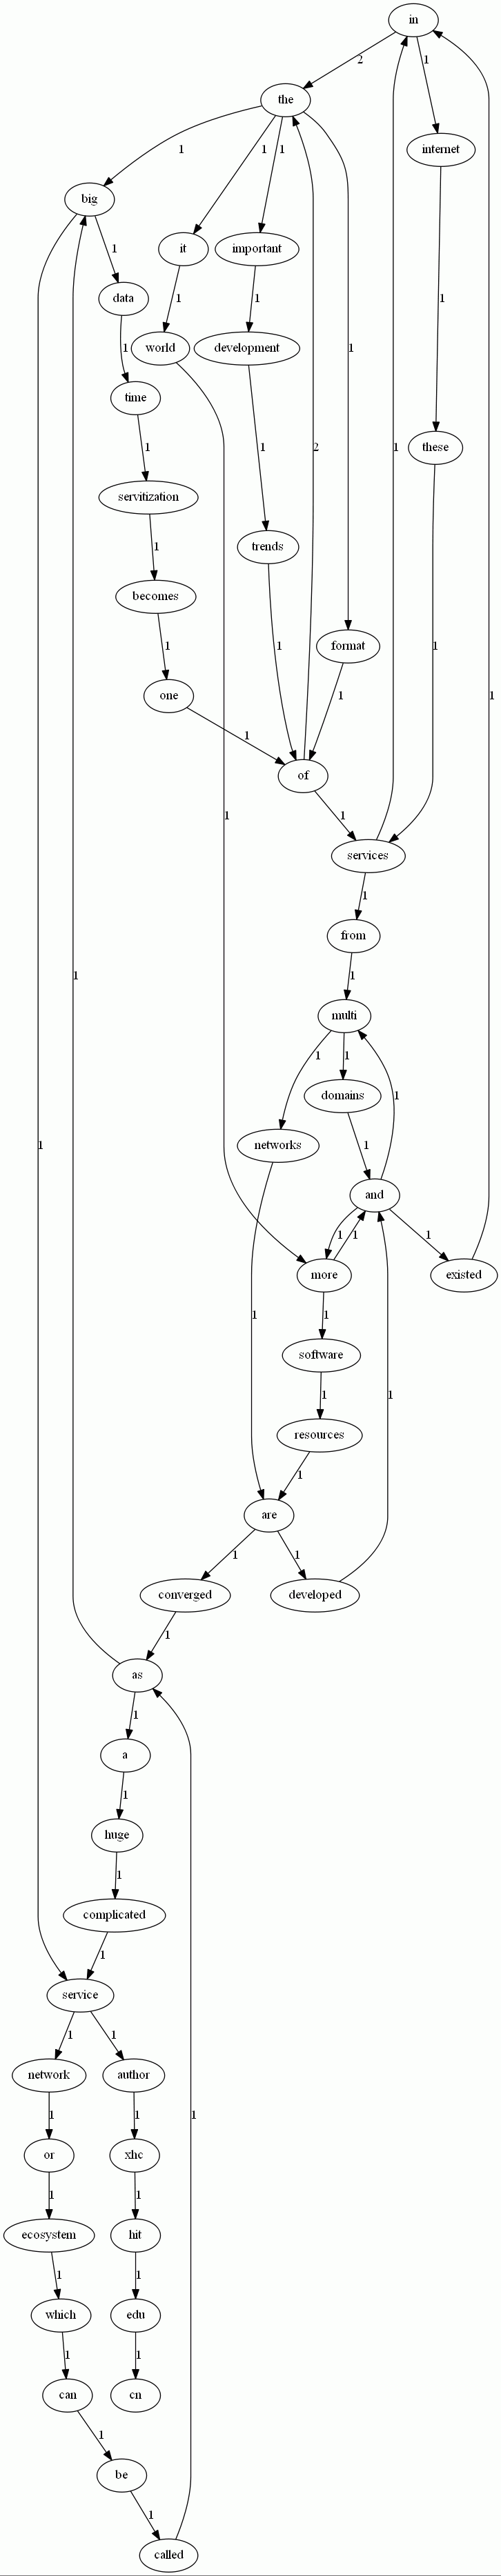 in
2
1
the
1
1
1
internet
big
it
important
1
1
1
data
1
1
world
development
1
time
1
1
2
1
these
servitization
1
trends
becomes
1
1
1
format
one
1
1
of
1
1
1
services
1
from
1
1
multi
1
1
domains
1
networks
1
1
and
1
1
1
more
existed
1
1
software
1
1
resources
1
are
1
1
converged
developed
1
as
1
a
1
huge
1
complicated
1
service
1
1
network
author
1
1
1
or
xhc
1
1
ecosystem
hit
1
1
which
edu
1
1
can
cn
1
be
1
called